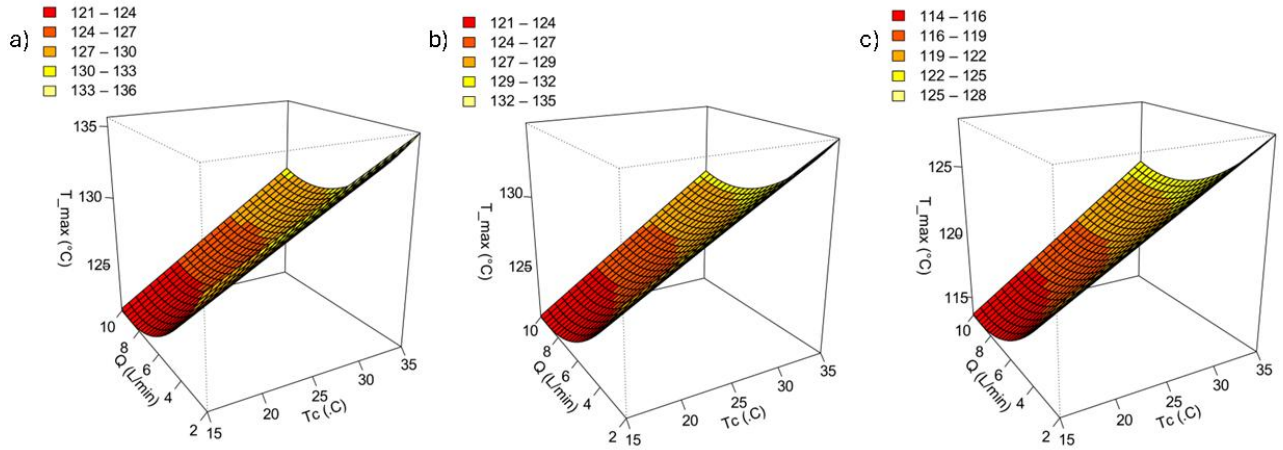 a)
121 – 124
124 – 127
127 – 130
130 – 133
133 – 136
135
130
125
T_max (°C)
10
8
6
4
2
Q (L/min)
15
20
25
30
35
Tc (.C)
b)
121 – 124
124 – 127
127 – 129
129 – 132
132 – 135
130
125
T_max (°C)
10
8
6
4
2
Q (L/min)
15
20
25
30
35
Tc (.C)
c)
114 – 116
116 – 119
119 – 122
122 – 125
125 – 128
125
120
115
T_max (°C)
10
8
6
4
2
Q (L/min)
15
20
25
30
35
Tc (.C)